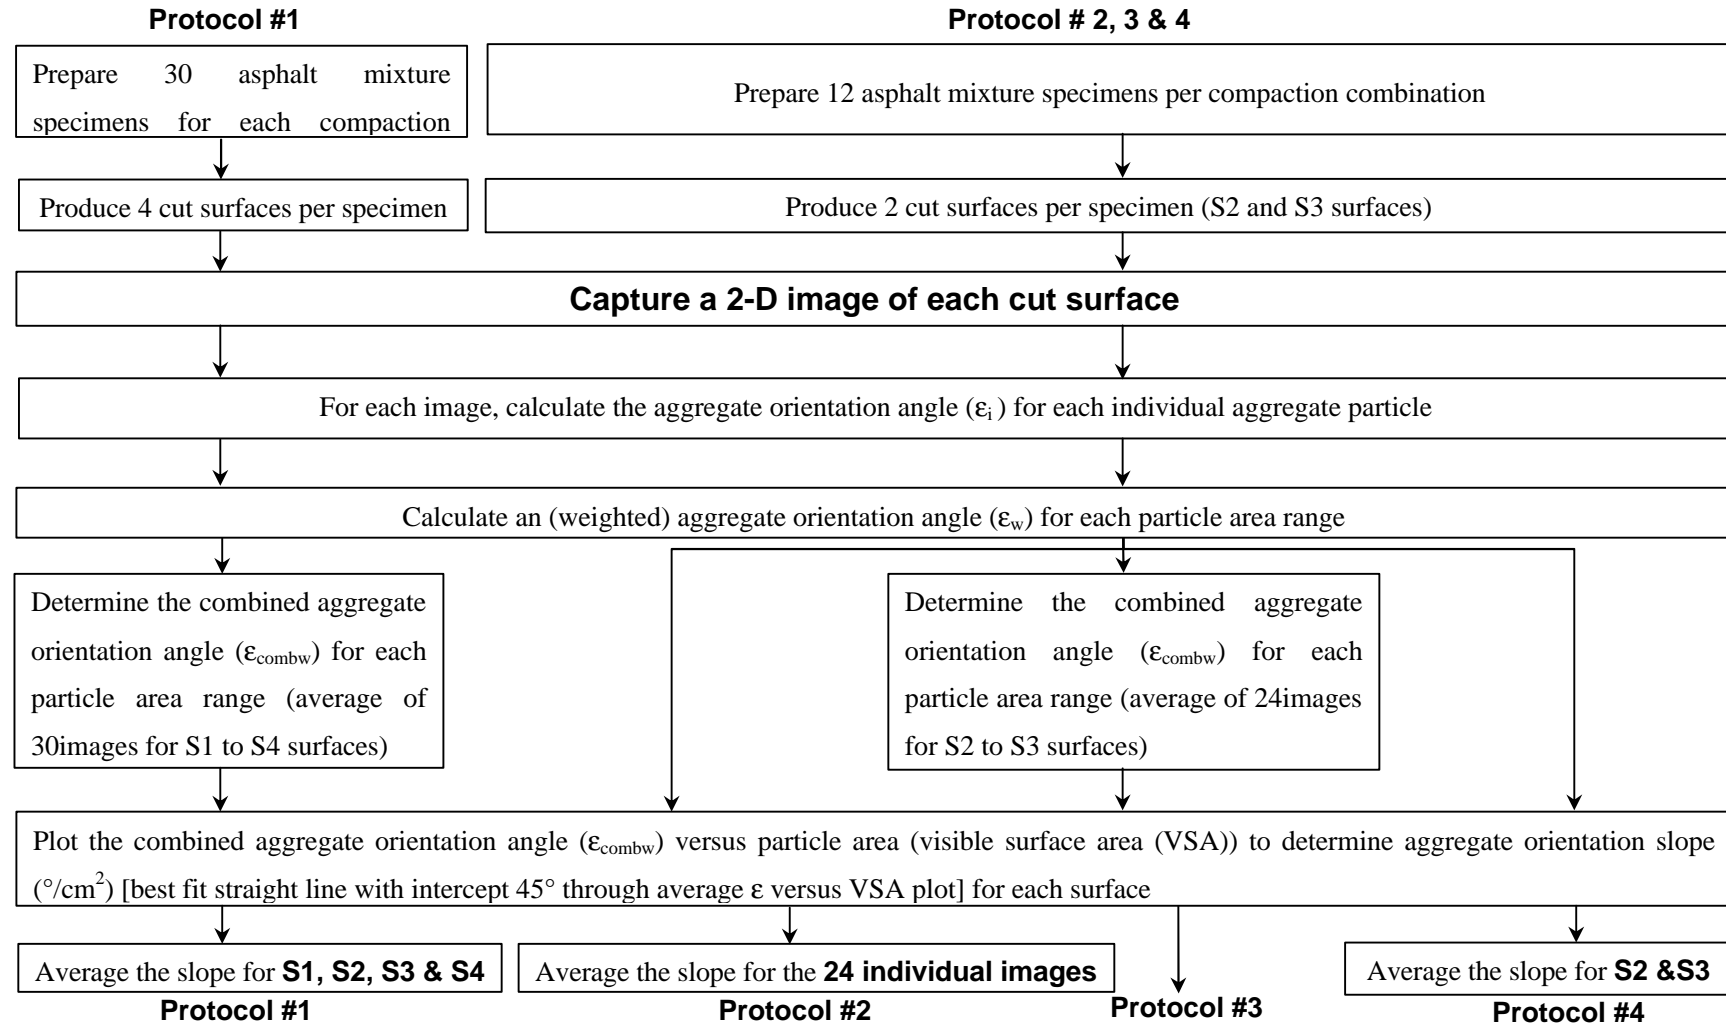 Protocol #1
Protocol # 2, 3 & 4
Prepare 30 asphalt mixture
specimens for each compaction
Prepare 12 asphalt mixture specimens per compaction combination
Produce 4 cut surfaces per specimen
Produce 2 cut surfaces per specimen (S2 and S3 surfaces)
Capture a 2-D image of each cut surface
For each image, calculate the aggregate orientation angle (εi ) for each individual aggregate particle
Calculate an (weighted) aggregate orientation angle (εw) for each particle area range
Determine the combined aggregate
orientation angle (εcombw) for each
particle area range (average of
30images for S1 to S4 surfaces)
Determine the combined aggregate
orientation angle (εcombw) for each
particle area range (average of 24images
for S2 to S3 surfaces)
Plot the combined aggregate orientation angle (εcombw) versus particle area (visible surface area (VSA)) to determine aggregate orientation slope
(°/cm²) [best fit straight line with intercept 45° through average ε versus VSA plot] for each surface
Average the slope for S1, S2, S3 & S4
Average the slope for the 24 individual images
Average the slope for S2 &S3
Protocol #1
Protocol #2
Protocol #3
Protocol #4